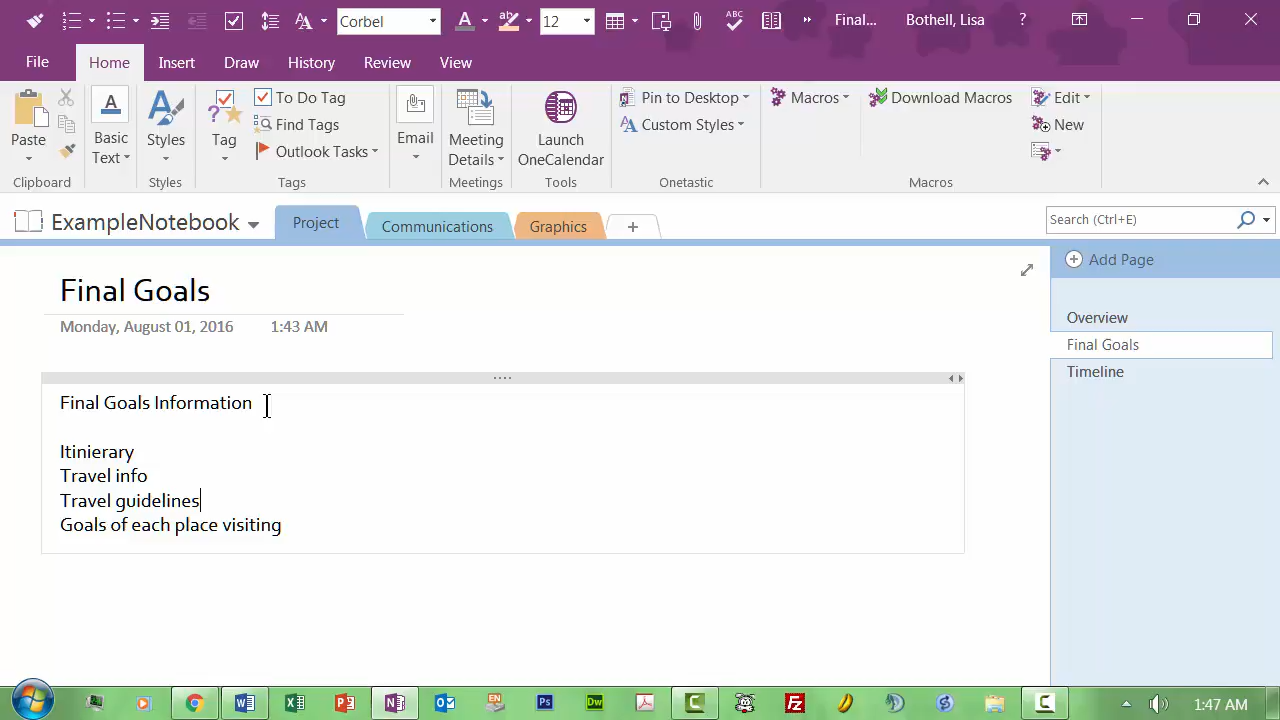 Corbel 12 Final... Bothell, Lisa ?
File Home Insert Draw History Review View
Paste Basic Text Styles Tag To Do Tag Find Tags Outlook Tasks Email Meeting Details Launch OneCalendar Pin to Desktop Custom Styles Macros Download Macros Edit New
Clipboard Styles Tags Meetings Tools Onetastic Macros
ExampleNotebook Project Communications Graphics + Search (Ctrl+E)
Add Page
Final Goals
Monday, August 01, 2016 1:43 AM
Overview
Final Goals
Timeline
Final Goals Information
Itinierary
Travel info
Travel guidelines
Goals of each place visiting
1:47 AM